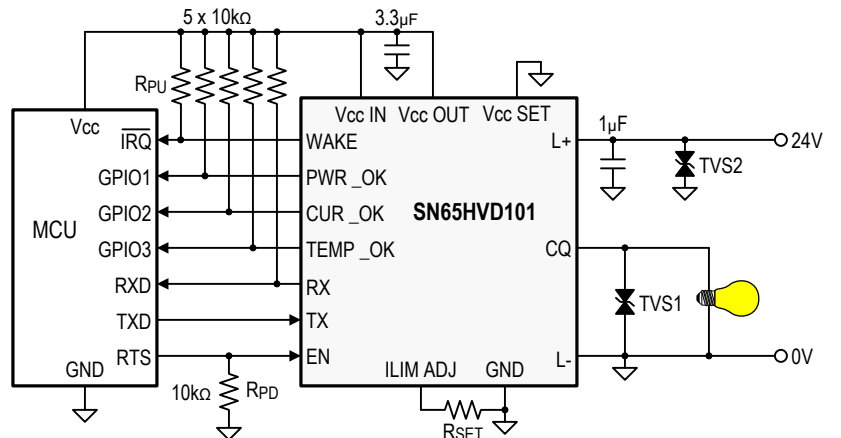 5 x 10kΩ
3.3µF
RPU
Vcc
Vcc IN
Vcc OUT
Vcc SET
1µF
IRQ
WAKE
L+
24V
TVS2
GPIO1
PWR _OK
GPIO2
CUR _OK
SN65HVD101
MCU
GPIO3
TEMP _OK
CQ
RXD
RX
TVS1
TXD
TX
RTS
EN
L-
0V
GND
ILIM ADJ
GND
10kΩ
RPD
RSET